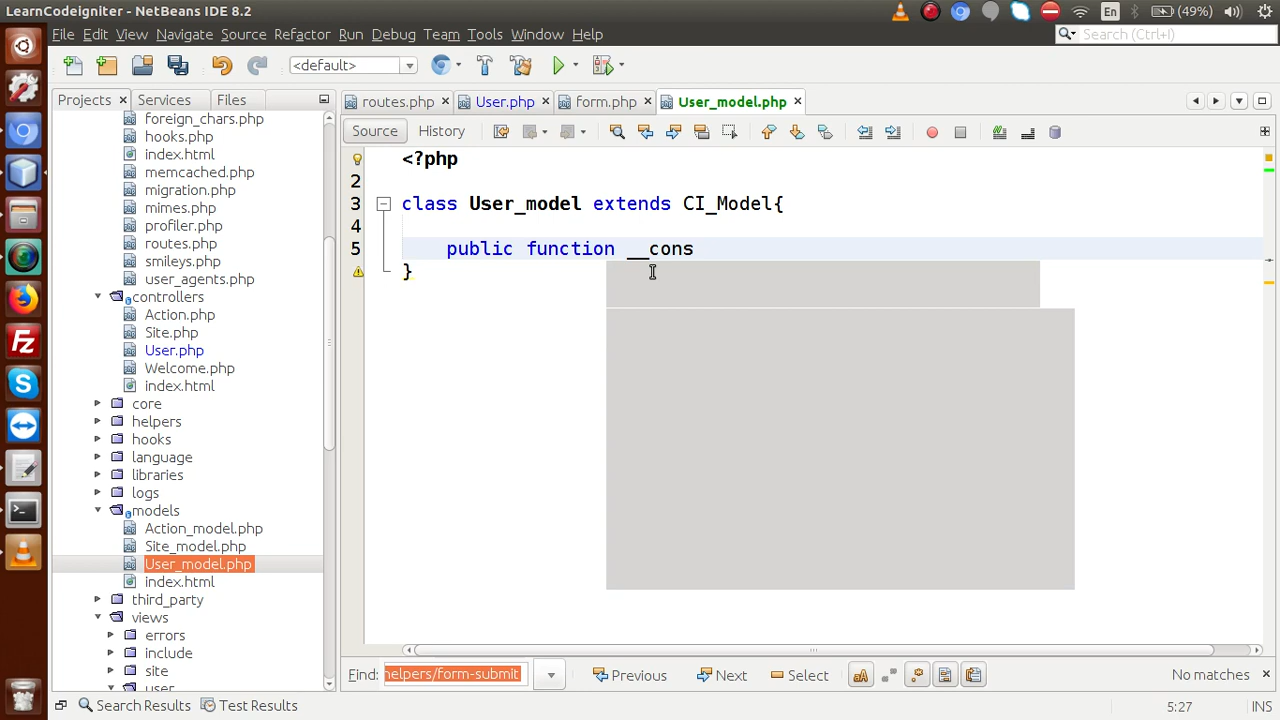 LearnCodeigniter - NetBeans IDE 8.2
En
(49%)
File Edit View Navigate Source Refactor Run Debug Team Tools Window Help
Search (Ctrl+I)
<default>
Projects
Services
Files
routes.php
User.php
form.php
User_model.php
Source
History
foreign_chars.php
hooks.php
index.html
memcached.php
migration.php
mimes.php
profiler.php
routes.php
smileys.php
user_agents.php
controllers
Action.php
Site.php
User.php
Welcome.php
index.html
core
helpers
hooks
language
libraries
logs
models
Action_model.php
Site_model.php
User_model.php
index.html
third_party
views
errors
include
site
user
<?php
2
3 class User_model extends CI_Model{
4
5 public function __cons
}
Find: helpers/form-submit
Previous
Next
Select
aA
No matches
Search Results
Test Results
5:27
INS